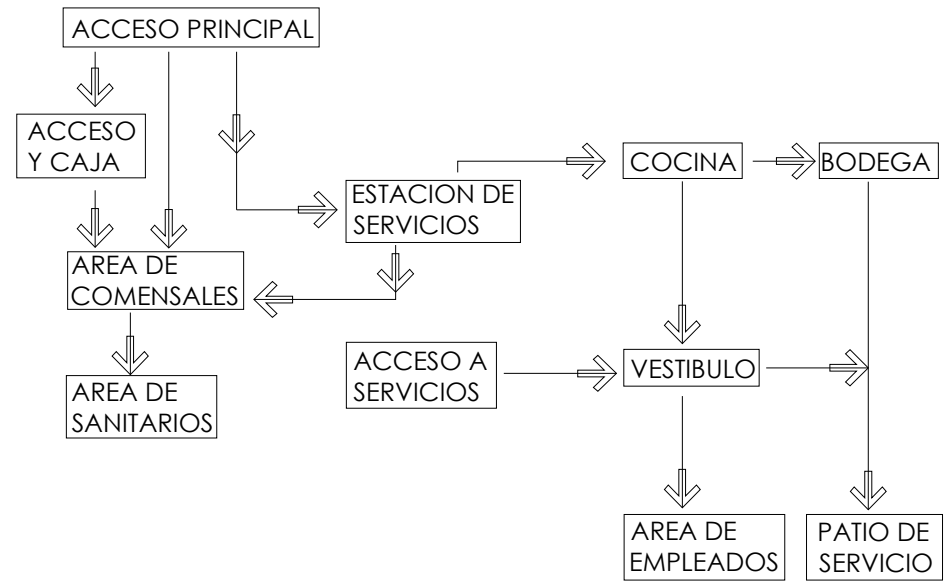 ACCESO PRINCIPAL
ACCESO
Y CAJA
COCINA
BODEGA
ESTACION DE
SERVICIOS
AREA DE
COMENSALES
ACCESO A
SERVICIOS
VESTIBULO
AREA DE
SANITARIOS
AREA DE
EMPLEADOS
PATIO DE
SERVICIO